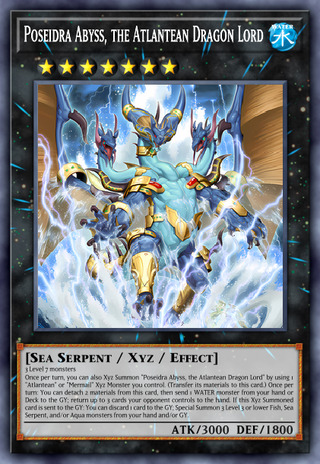 Poseidra Abyss, the Atlantean Dragon Lord
WATER
水
[Sea Serpent / Xyz / Effect]
3 Level 7 monsters
Once per turn, you can also Xyz Summon "Poseidra Abyss, the Atlantean Dragon Lord" by using 1
"Atlantean" or "Mermail" Xyz Monster you control. (Transfer its materials to this card.) Once per
turn: You can detach 2 materials from this card, then send 1 WATER monster from your hand or
Deck to the GY; return up to 3 cards your opponent controls to the hand. If this Xyz Summoned
card is sent to the GY: You can discard 1 card to the GY; Special Summon 3 Level 3 or lower Fish, Sea
Serpent, and/or Aqua monsters from your hand and/or GY.
ATK/3000 DEF/1800